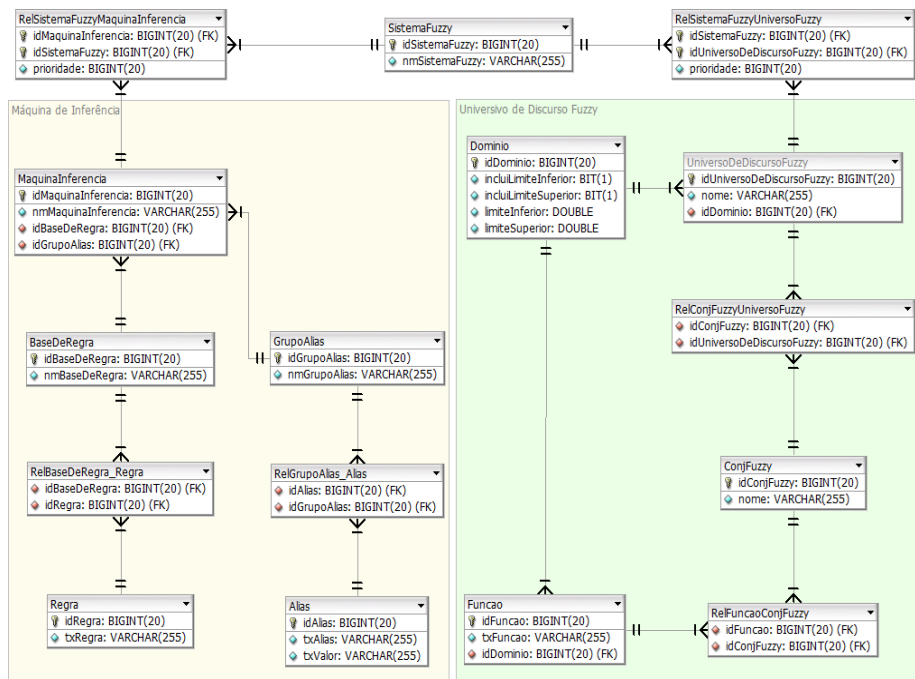 RelSistemaFuzzyMaquinaInferencia
idMaquinaInferencia: BIGINT(20) (FK)
idSistemaFuzzy: BIGINT(20) (FK)
prioridade: BIGINT(20)
SistemaFuzzy
idSistemaFuzzy: BIGINT(20)
nmSistemaFuzzy: VARCHAR(255)
RelSistemaFuzzyUniversoFuzzy
idSistemaFuzzy: BIGINT(20) (FK)
idUniversoDeDiscursoFuzzy: BIGINT(20) (FK)
prioridade: BIGINT(20)
Máquina de Inferência
MaquinaInferencia
idMaquinaInferencia: BIGINT(20)
nmMaquinaInferencia: VARCHAR(255)
idBaseDeRegra: BIGINT(20) (FK)
idGrupoAlias: BIGINT(20) (FK)
BaseDeRegra
idBaseDeRegra: BIGINT(20)
nmBaseDeRegra: VARCHAR(255)
GrupoAlias
idGrupoAlias: BIGINT(20)
nmGrupoAlias: VARCHAR(255)
RelBaseDeRegra_Regra
idBaseDeRegra: BIGINT(20) (FK)
idRegra: BIGINT(20) (FK)
RelGrupoAlias_Alias
idAlias: BIGINT(20) (FK)
idGrupoAlias: BIGINT(20) (FK)
Regra
idRegra: BIGINT(20)
txRegra: VARCHAR(255)
Alias
idAlias: BIGINT(20)
txAlias: VARCHAR(255)
txValor: VARCHAR(255)
Universivo de Discurso Fuzzy
Dominio
idDominio: BIGINT(20)
incluiLimiteInferior: BIT(1)
incluiLimiteSuperior: BIT(1)
limiteInferior: DOUBLE
limiteSuperior: DOUBLE
UniversoDeDiscursoFuzzy
idUniversoDeDiscursoFuzzy: BIGINT(20)
nome: VARCHAR(255)
idDominio: BIGINT(20) (FK)
RelConjFuzzyUniversoFuzzy
idConjFuzzy: BIGINT(20) (FK)
idUniversoDeDiscursoFuzzy: BIGINT(20) (FK)
ConjFuzzy
idConjFuzzy: BIGINT(20)
nome: VARCHAR(255)
Funcao
idFuncao: BIGINT(20)
txFuncao: VARCHAR(255)
idDominio: BIGINT(20) (FK)
RelFuncaoConjFuzzy
idFuncao: BIGINT(20) (FK)
idConjFuzzy: BIGINT(20) (FK)